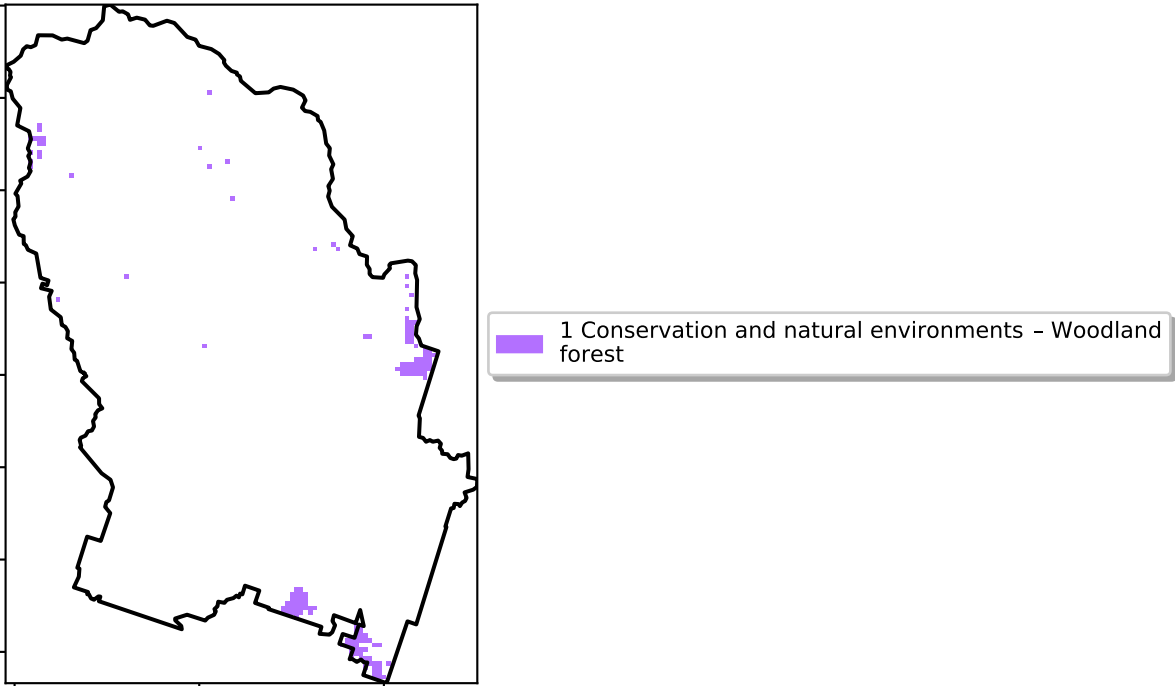 1 Conservation and natural environments – Woodland
forest